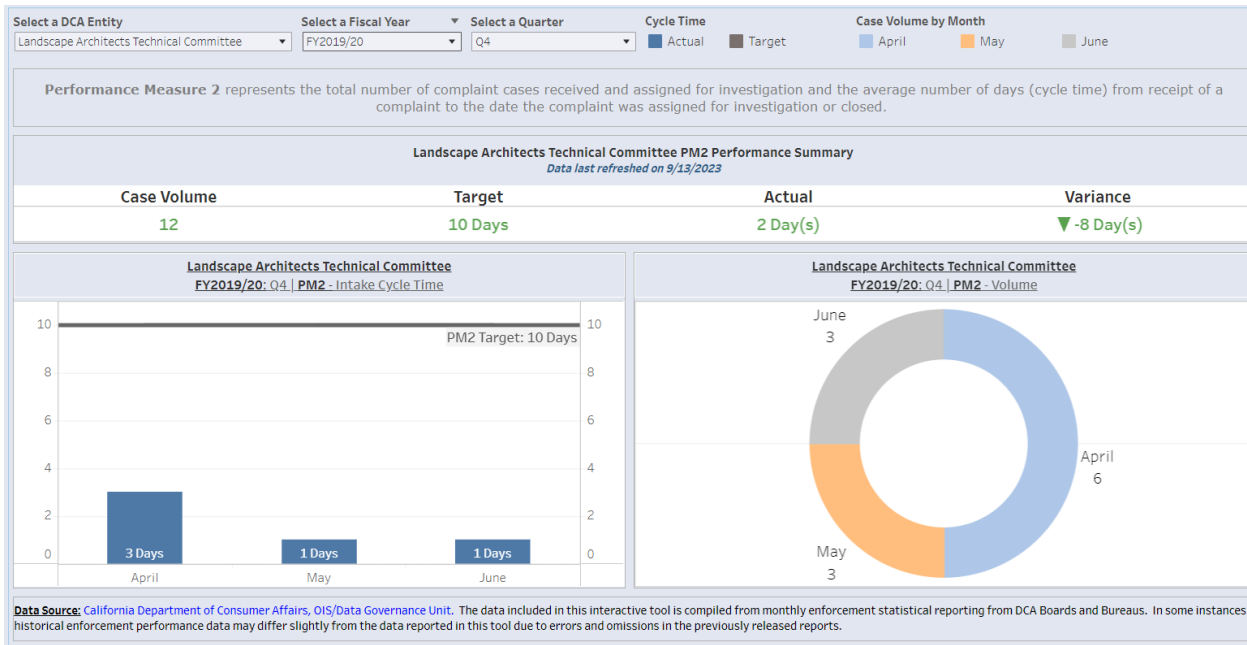 Select a DCA Entity
Select a Fiscal Year
Select a Quarter
Cycle Time
Case Volume by Month
Landscape Architects Technical Committee
FY2019/20
Q4
Actual
Target
April
May
June
Performance Measure 2 represents the total number of complaint cases received and assigned for investigation and the average number of days (cycle time) from receipt of a
complaint to the date the complaint was assigned for investigation or closed.
Landscape Architects Technical Committee PM2 Performance Summary
Data last refreshed on 9/13/2023
Case Volume
Target
Actual
Variance
12
10 Days
2 Day(s)
▼ -8 Day(s)
Landscape Architects Technical Committee
FY2019/20: Q4 | PM2 - Intake Cycle Time
10
10
PM2 Target: 10 Days
8
8
6
6
4
4
2
2
0
3 Days
1 Days
1 Days
0
April
May
June
Landscape Architects Technical Committee
FY2019/20: Q4 | PM2 - Volume
June
3
April
6
May
3
Data Source: California Department of Consumer Affairs, OIS/Data Governance Unit. The data included in this interactive tool is compiled from monthly enforcement statistical reporting from DCA Boards and Bureaus. In some instances
historical enforcement performance data may differ slightly from the data reported in this tool due to errors and omissions in the previously released reports.